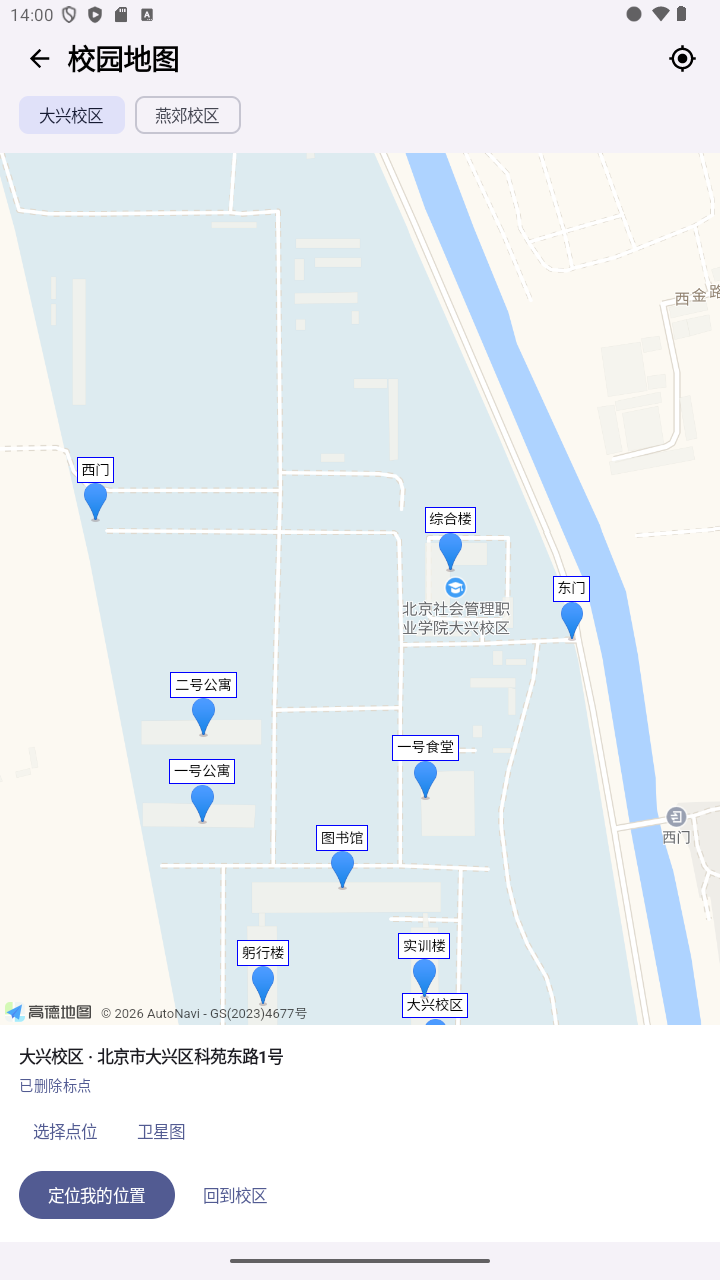 14:00
校园地图
大兴校区
燕郊校区
西金路
西门
综合楼
北京社会管理职
业学院大兴校区
东门
二号公寓
一号食堂
一号公寓
西门
图书馆
躬行楼
实训楼
大兴校区
高德地图 © 2026 AutoNavi - GS(2023)4677号
大兴校区 · 北京市大兴区科苑东路1号
已删除标点
选择点位
卫星图
定位我的位置
回到校区